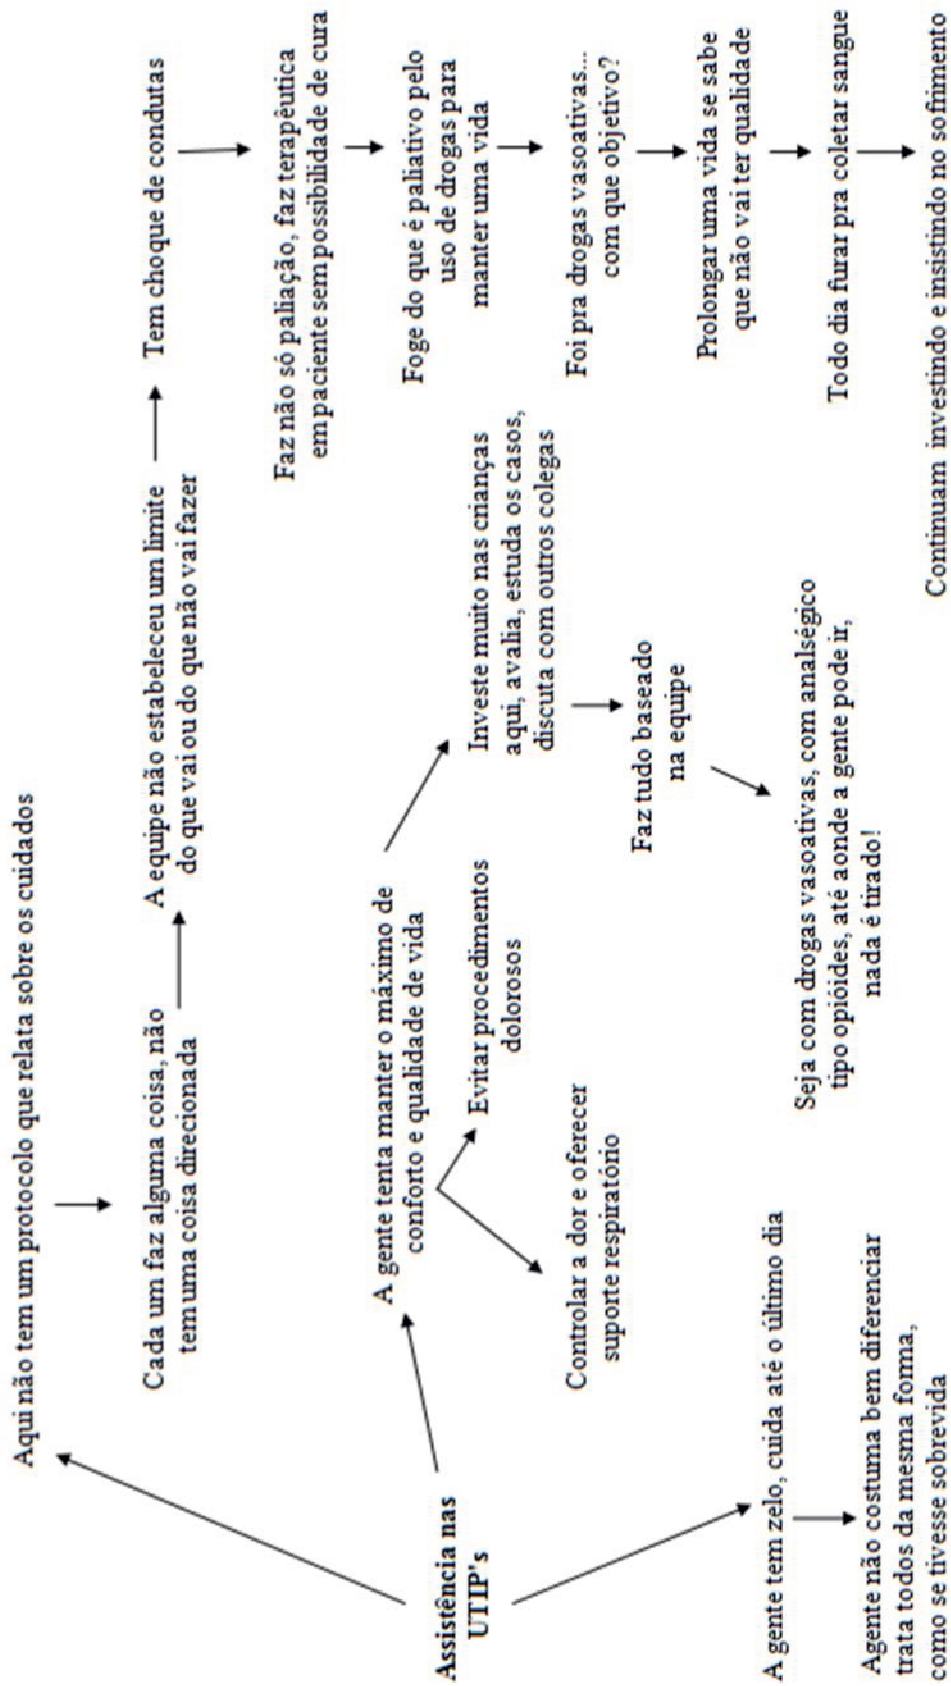 Aqui não tem um protocolo que relata sobre os cuidados
Cada um faz alguma coisa, não
tem uma coisa direcionada
A equipe não estabeleceu um limite
do que vai ou do que não vai fazer
Tem choque de condutas
Faz não só paliação, faz terapêutica
em paciente sem possibilidade de cura
Foge do que é paliativo pelo
uso de drogas para
manter uma vida
Foi pra drogas vasoativas...
com que objetivo?
Prolongar uma vida se sabe
que não vai ter qualidade
Todo dia furar pra coletar sangue
Continuam investindo e insistindo no sofrimento
Assistência nas
UTIP's
A gente tenta manter o máximo de
conforto e qualidade de vida
Evitar procedimentos
dolorosos
Controlar a dor e oferecer
suporte respiratório
Investe muito nas crianças
aqui, avalia, estuda os casos,
discuta com outros colegas
Faz tudo baseado
na equipe
Seja com drogas vasoativas, com analségico
tipo opióides, até aonde a gente pode ir,
nada é tirado!
A gente tem zelo, cuida até o último dia
Agente não costuma bem diferenciar
trata todos da mesma forma,
como se tivesse sobrevida